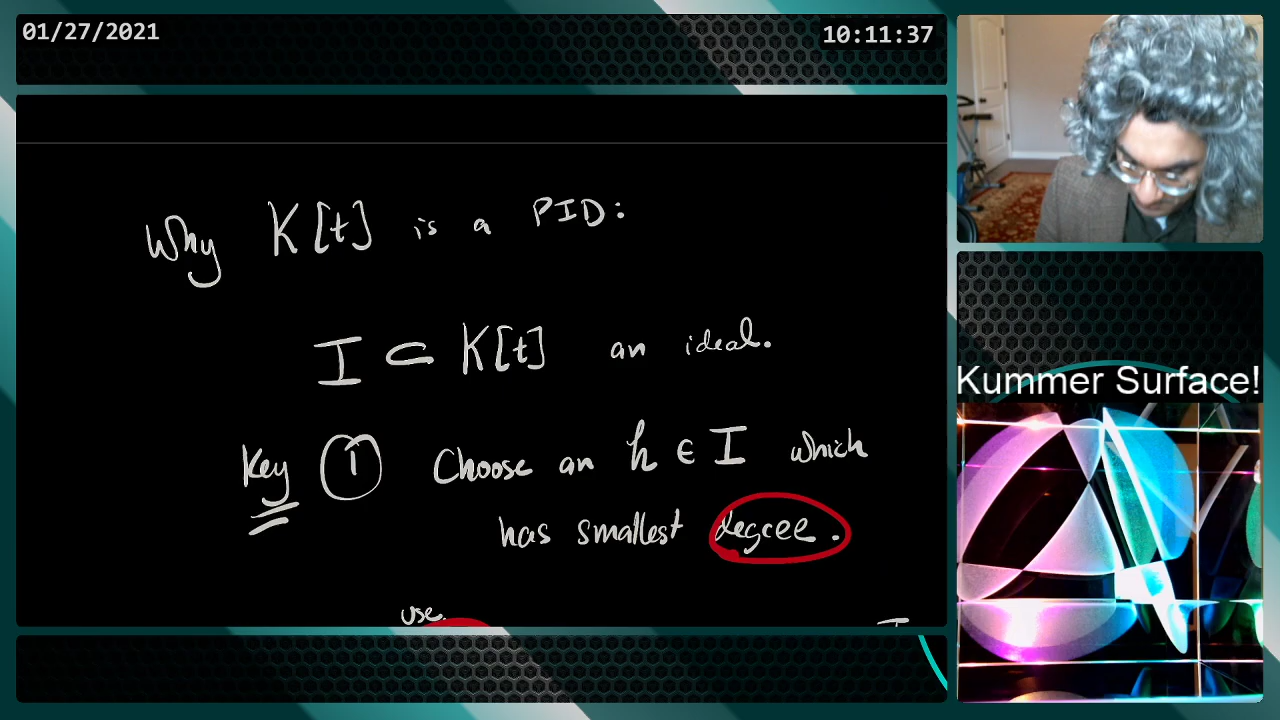 01/27/2021
10:11:37
Why K[t] is a PID:
I ⊂ K[t] an ideal.
Key ① Choose an h ∈ I which
has smallest degree.
use
Kummer Surface!